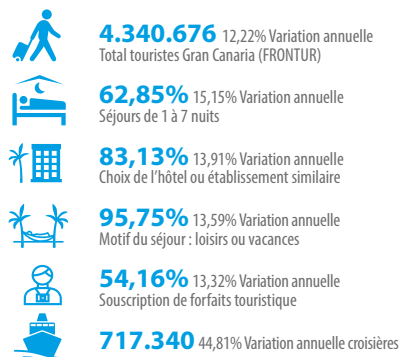 4.340.676 12,22% Variation annuelle
Total touristes Gran Canaria (FRONTUR)
62,85% 15,15% Variation annuelle
Séjours de 1 à 7 nuits
83,13% 13,91% Variation annuelle
Choix de l'hôtel ou établissement similaire
95,75% 13,59% Variation annuelle
Motif du séjour : loisirs ou vacances
54,16% 13,32% Variation annuelle
Souscription de forfaits touristique
717.340 44,81% Variation annuelle croisières